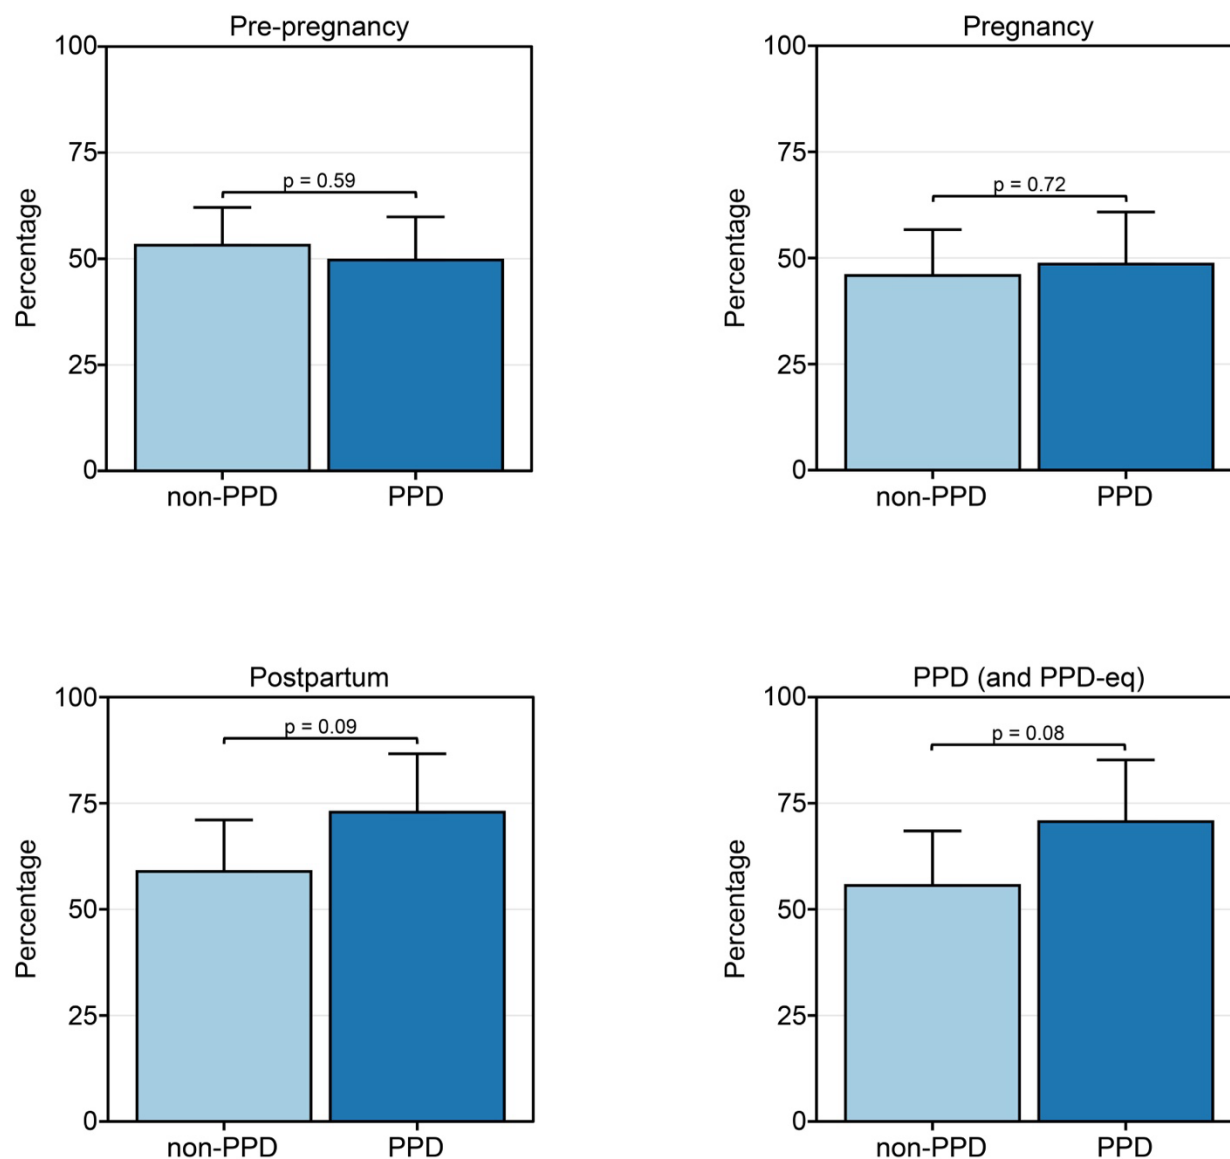 Pre-pregnancy
100
75
50
25
0
Percentage
p = 0.59
non-PPD PPD
Pregnancy
100
75
50
25
0
Percentage
p = 0.72
non-PPD PPD
Postpartum
100
75
50
25
0
Percentage
p = 0.09
non-PPD PPD
PPD (and PPD-eq)
100
75
50
25
0
Percentage
p = 0.08
non-PPD PPD